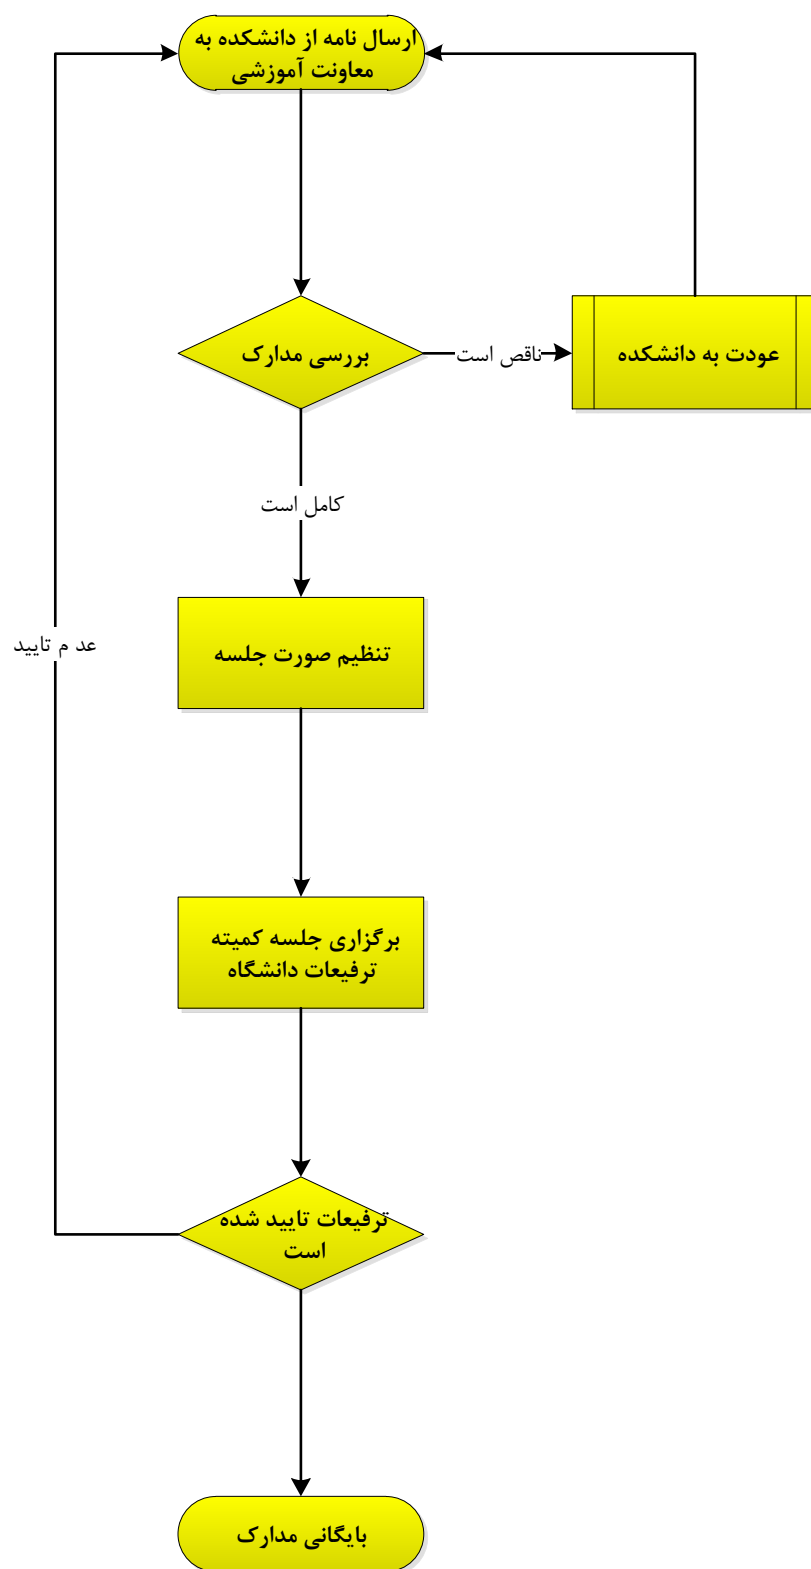 ارسال نامه از دانشکده به
معاونت آموزشی
بررسی مدارک
ناقص است
عودت به دانشکده
کامل است
تنظیم صورت جلسه
عد م تایید
برگزاری جلسه کمیته
ترفیعات دانشگاه
ترفیعات تایید شده
است
بایگانی مدارک